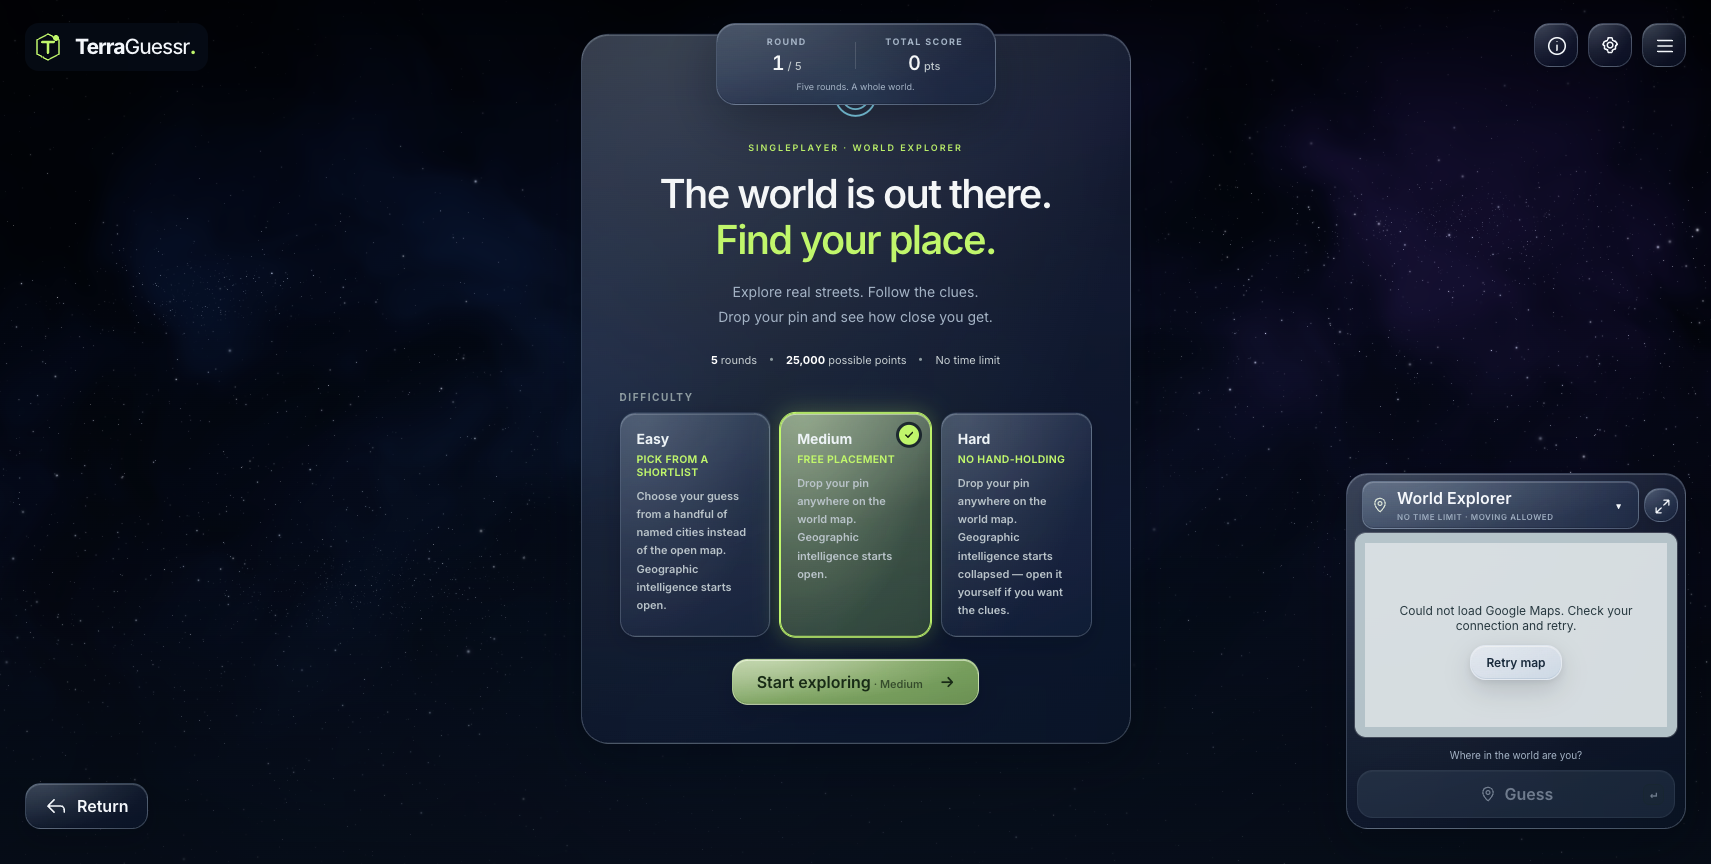 TerraGuessr.
ROUND
1 / 5
TOTAL SCORE
0 pts
Five rounds. A whole world.
SINGLEPLAYER · WORLD EXPLORER
The world is out there.
Find your place.
Explore real streets. Follow the clues.
Drop your pin and see how close you get.
5 rounds • 25,000 possible points • No time limit
DIFFICULTY
Easy
PICK FROM A
SHORTLIST
Choose your guess
from a handful of
named cities instead
of the open map.
Geographic
intelligence starts
open.
Medium
FREE PLACEMENT
Drop your pin
anywhere on the
world map.
Geographic
intelligence starts
open.
Hard
NO HAND-HOLDING
Drop your pin
anywhere on the
world map.
Geographic
intelligence starts
collapsed — open it
yourself if you want
the clues.
Start exploring · Medium →
World Explorer
NO TIME LIMIT · MOVING ALLOWED
Could not load Google Maps. Check your
connection and retry.
Retry map
Where in the world are you?
Guess ↵
Return